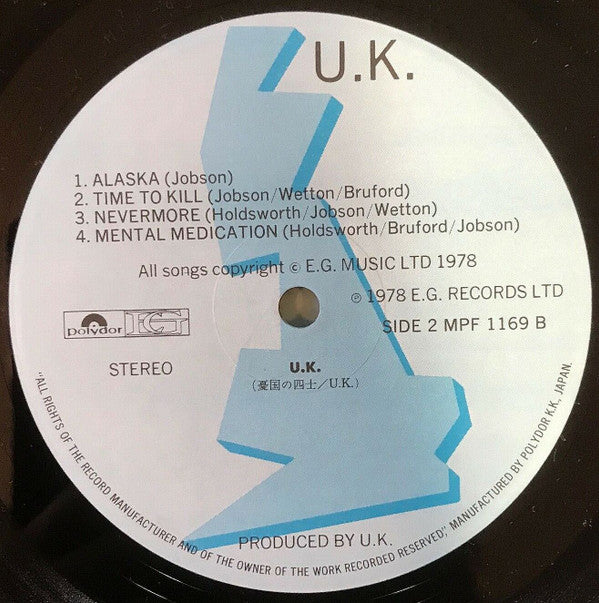 U.K.
1. ALASKA (Jobson)
2. TIME TO KILL (Jobson/Wetton/Bruford)
3. NEVERMORE (Holdsworth/Jobson/Wetton)
4. MENTAL MEDICATION (Holdsworth/Bruford/Jobson)
All songs copyright © E.G. MUSIC LTD 1978
℗ 1978 E.G. RECORDS LTD
polydor EG
SIDE 2 MPF 1169 B
STEREO
U.K.
(憂国の四士/U.K.)
PRODUCED BY U.K.
"ALL RIGHTS OF THE RECORD MANUFACTURER AND OF THE OWNER OF THE WORK RECORDED RESERVED," MANUFACTURED BY POLYDOR K.K., JAPAN.